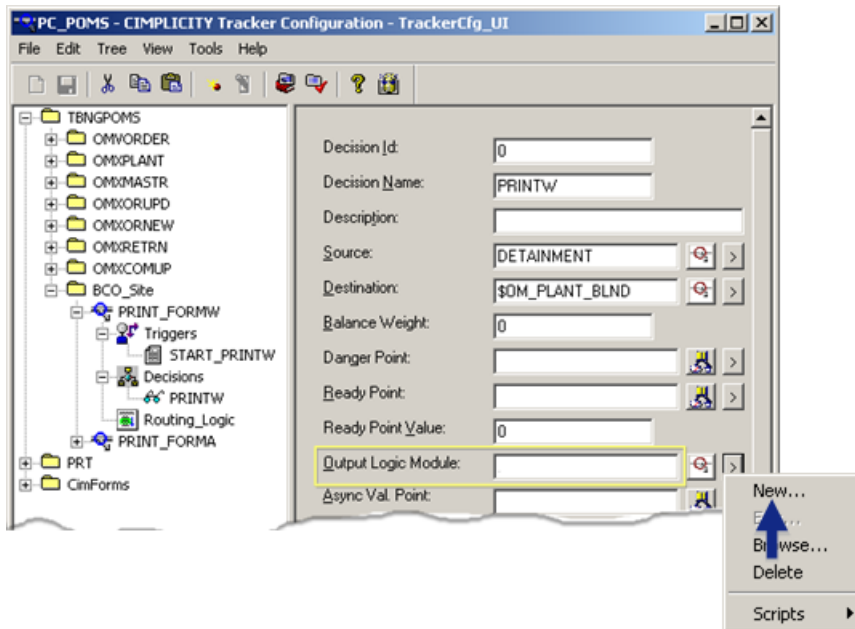 PC_POMS - CIMPLICITY Tracker Configuration - TrackerCfg_UI
File Edit Tree View Tools Help
TBNGPOMS
OMVORDER
OMXPLANT
OMXMASTR
OMXORUPD
OMXORNEW
OMXRETRN
OMXCOMUP
BCO_Site
PRINT_FORMW
Triggers
START_PRINTW
Decisions
PRINTW
Routing_Logic
PRINT_FORMA
PRT
CimForms
Decision Id: 0
Decision Name: PRINTW
Description:
Source: DETAINMENT
Destination: $OM_PLANT_BLND
Balance Weight: 0
Danger Point:
Ready Point:
Ready Point Value: 0
Output Logic Module:
Async Val. Point:
New...
Browse...
Delete
Scripts